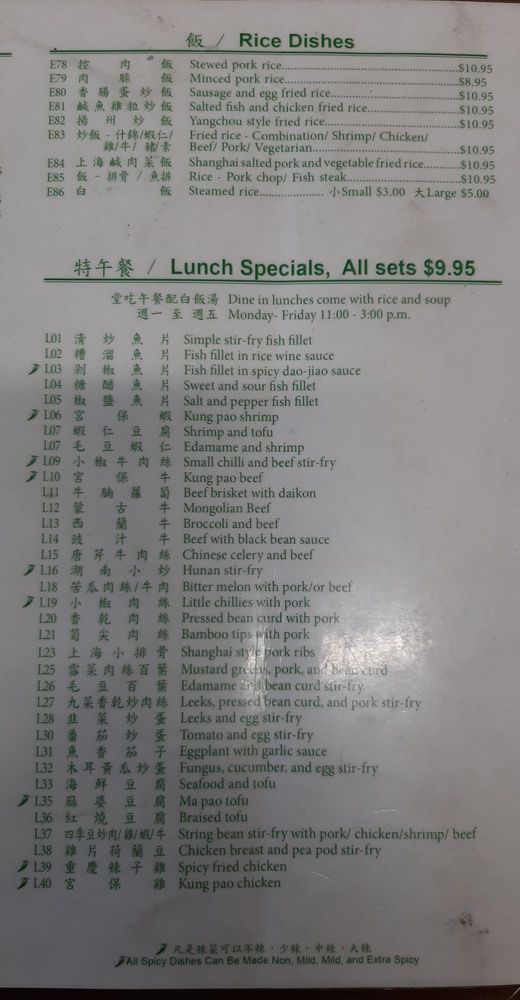 飯 / Rice Dishes
E78 控肉飯 Stewed pork rice...$10.95
E79 肉臊飯 Minced pork rice...$8.95
E80 香腸蛋炒飯 Sausage and egg fried rice...$10.95
E81 鹹魚雞粒炒飯 Salted fish and chicken fried rice...$10.95
E82 揚州炒飯 Yangchou style fried rice...$10.95
E83 炒飯 - 什錦/蝦仁/ Fried rice - Combination/ Shrimp/ Chicken/
雞/牛/ 豬/素 Beef/ Pork/ Vegetarian...$10.95
E84 上海鹹肉菜飯 Shanghai salted pork and vegetable fried rice...$10.95
E85 飯 - 排骨 / 魚排 Rice - Pork chop/ Fish steak...$10.95
E86 白飯 Steamed rice... 小Small $3.00 大Large $5.00
特午餐 / Lunch Specials, All sets $9.95
堂吃午餐配白飯湯 Dine in lunches come with rice and soup
週一 至 週五 Monday- Friday 11:00 - 3:00 p.m.
L01 清炒魚片 Simple stir-fry fish fillet
L02 糟溜魚片 Fish fillet in rice wine sauce
L03 剁椒魚片 Fish fillet in spicy dao-jiao sauce
L04 糖醋魚片 Sweet and sour fish fillet
L05 椒鹽魚片 Salt and pepper fish fillet
L06 宮保蝦 Kung pao shrimp
L07 蝦仁豆腐 Shrimp and tofu
L07 毛豆蝦仁 Edamame and shrimp
L09 小椒牛肉絲 Small chilli and beef stir-fry
L10 宮保牛 Kung pao beef
L11 牛腩蘿蔔 Beef brisket with daikon
L12 蒙古牛 Mongolian Beef
L13 西蘭牛 Broccoli and beef
L14 豉汁牛 Beef with black bean sauce
L15 唐芹牛肉絲 Chinese celery and beef
L16 湖南小炒 Hunan stir-fry
L18 苦瓜肉絲/牛肉 Bitter melon with pork/or beef
L19 小椒肉絲 Little chillies with pork
L20 香乾肉絲 Pressed bean curd with pork
L21 筍尖肉絲 Bamboo tips with pork
L23 上海小排骨 Shanghai style pork ribs
L25 雪菜肉絲百葉 Mustard greens, pork, and bean curd
L26 毛豆百葉 Edamame and bean curd stir-fry
L27 九菜香乾炒肉絲 Leeks, pressed bean curd, and pork stir-fry
L28 韭菜炒蛋 Leeks and egg stir-fry
L30 番茄炒蛋 Tomato and egg stir-fry
L31 魚香茄子 Eggplant with garlic sauce
L32 木耳黃瓜炒蛋 Fungus, cucumber, and egg stir-fry
L33 海鮮豆腐 Seafood and tofu
L35 麻婆豆腐 Ma pao tofu
L36 紅燒豆腐 Braised tofu
L37 四季豆炒肉/雞/蝦/牛 String bean stir-fry with pork/ chicken/shrimp/ beef
L38 雞片荷蘭豆 Chicken breast and pea pod stir-fry
L39 重慶辣子雞 Spicy fried chicken
L40 宮保雞 Kung pao chicken
凡是辣菜可以不辣，少辣，中辣，大辣
All Spicy Dishes Can Be Made Non, Mild, Mild, and Extra Spicy